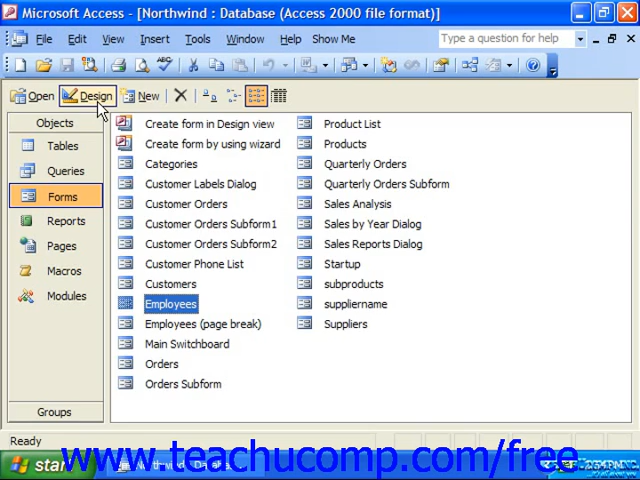 Microsoft Access - [Northwind : Database (Access 2000 file format)]
File Edit View Insert Tools Window Help Show Me Type a question for help
Open Design New
Objects
Tables
Queries
Forms
Reports
Pages
Macros
Modules
Groups
Create form in Design view
Create form by using wizard
Categories
Customer Labels Dialog
Customer Orders
Customer Orders Subform1
Customer Orders Subform2
Customer Phone List
Customers
Employees
Employees (page break)
Main Switchboard
Orders
Orders Subform
Product List
Products
Quarterly Orders
Quarterly Orders Subform
Sales Analysis
Sales by Year Dialog
Sales Reports Dialog
Startup
subproducts
suppliername
Suppliers
Ready
www.teachucomp.com/free
start